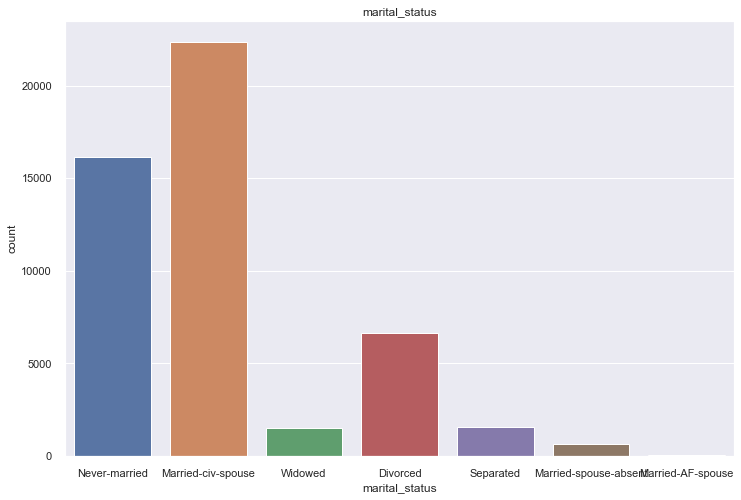 marital_status
20000
15000
10000
5000
0
count
Never-married Married-civ-spouse Widowed Divorced Separated Married-spouse-absent Married-AF-spouse
marital_status